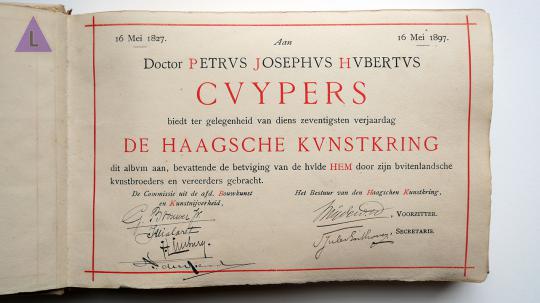 L
16 Mei 1827. Aan 16 Mei 1897.
Doctor PETRVS JOSEPHVS HVBERTVS
CVYPERS
biedt ter gelegenheid van diens zeventigsten verjaardag
DE HAAGSCHE KVNSTKRING
dit albvm aan, bevattende de betviging van de hvlde HEM door zijn bvitenlandsche
kvnstbroeders en vereerders gebracht.
De Commissie uit de afd. Bouwkunst
en Kunstnijverheid,
Het Bestuur van den Haagschen Kunstkring,
VOORZITTER.
SECRETARIS.